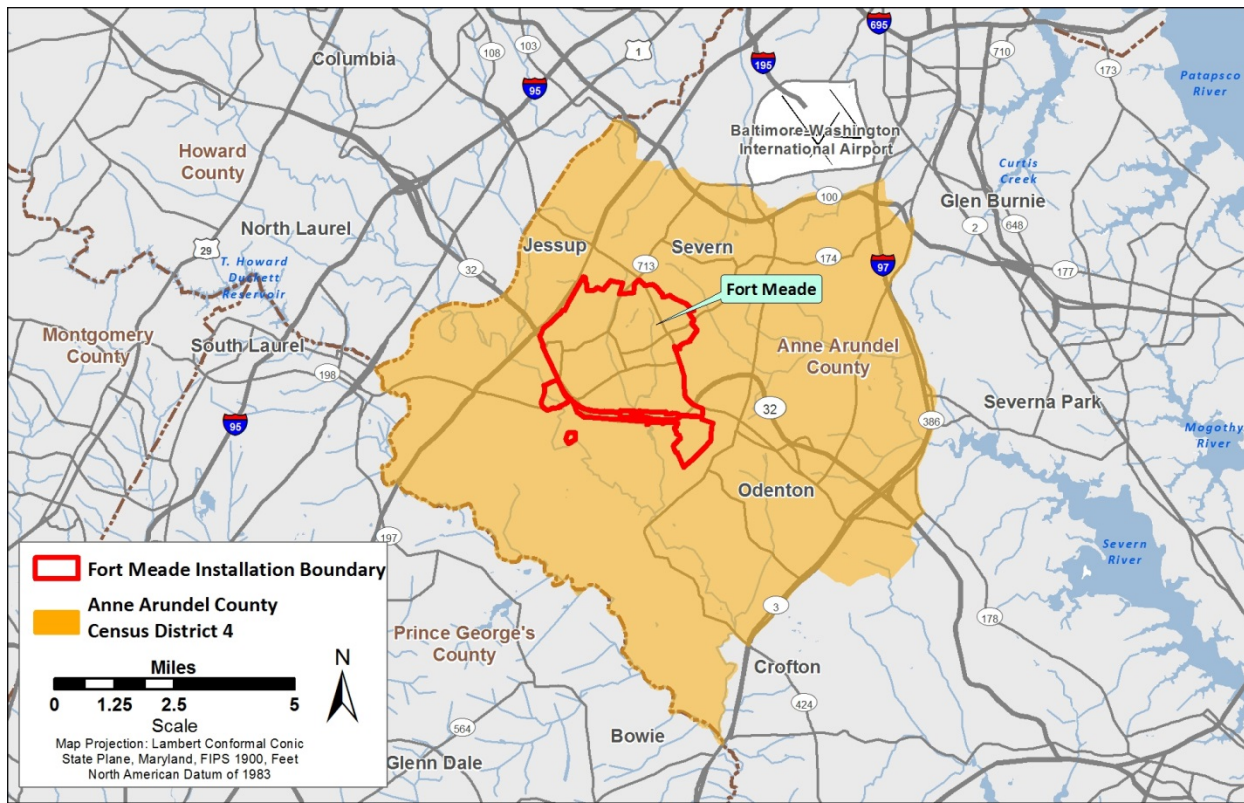 695
1
103
108
Columbia
710
173
195
95
Patapsco
River
Baltimore-Washington
International Airport
Howard
County
Curtis
Creek
100
Glen Burnie
North Laurel
2
648
Jessup
Severn
29
T. Howard
Duckett
Reservoir
32
713
174
97
177
Fort Meade
Montgomery
County
South Laurel
Anne Arundel
County
198
32
Severna Park
95
386
Magothy
River
Odenton
197
Severn
River
Fort Meade Installation Boundary
Anne Arundel County
Census District 4
3
178
Prince George's
County
Miles
N
Crofton
0 1.25 2.5 5
Scale
424
Map Projection: Lambert Conformal Conic
State Plane, Maryland, FIPS 1900, Feet
North American Datum of 1983
564
Bowie
Glenn Dale